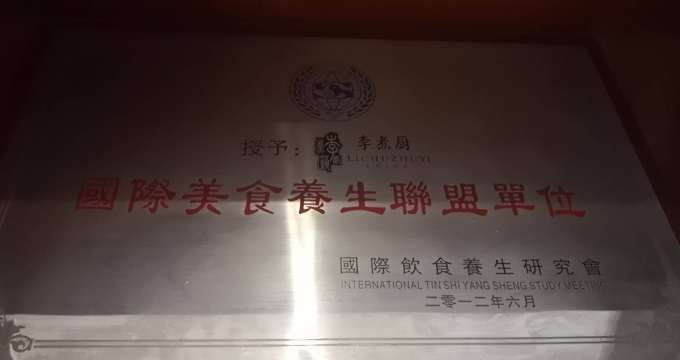 授予：李煮厨
LICHUZHUYI
國際美食養生聯盟單位
國際飲食養生研究會
INTERNATIONAL TIN SHI YANG SHENG STUDY MEETING
二零一二年六月